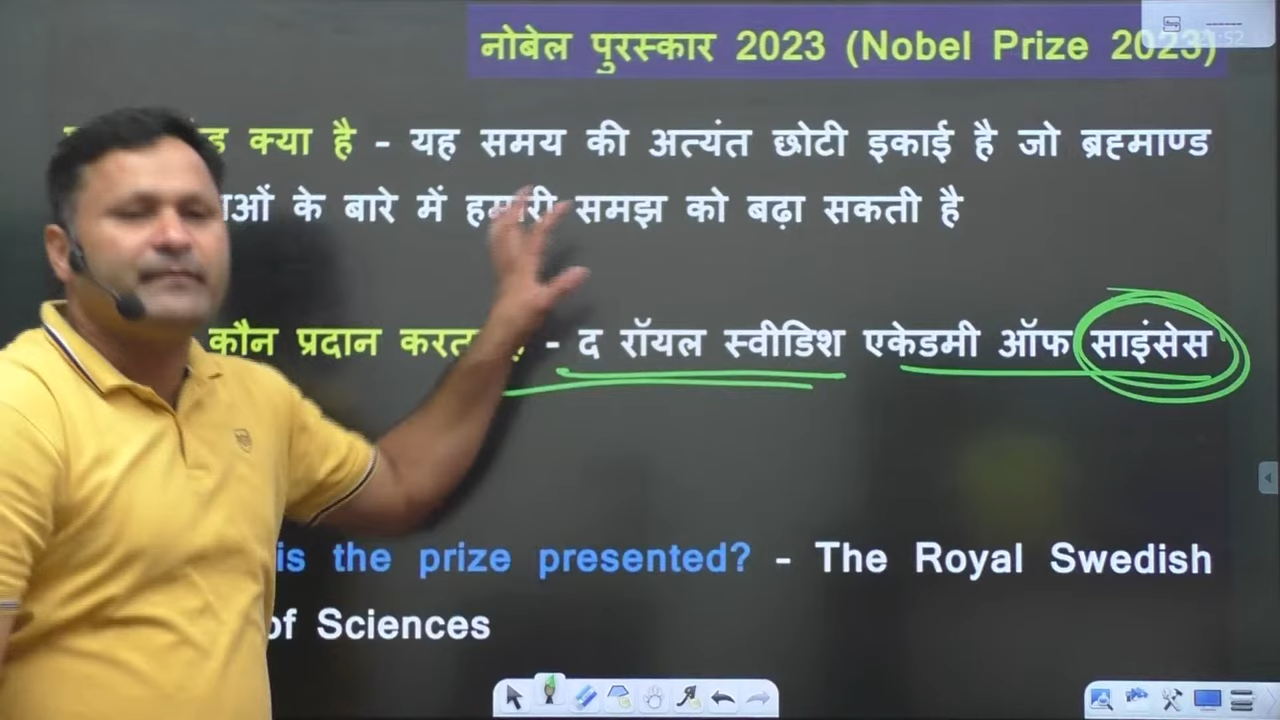 नोबेल पुरस्कार 2023 (Nobel Prize 2023)
क्या है - यह समय की अत्यंत छोटी इकाई है जो ब्रह्माण्ड
के बारे में हमारी समझ को बढ़ा सकती है
कौन प्रदान - द रॉयल स्वीडिश एकेडमी ऑफ साइंसेस
is the prize presented? - The Royal Swedish
of Sciences